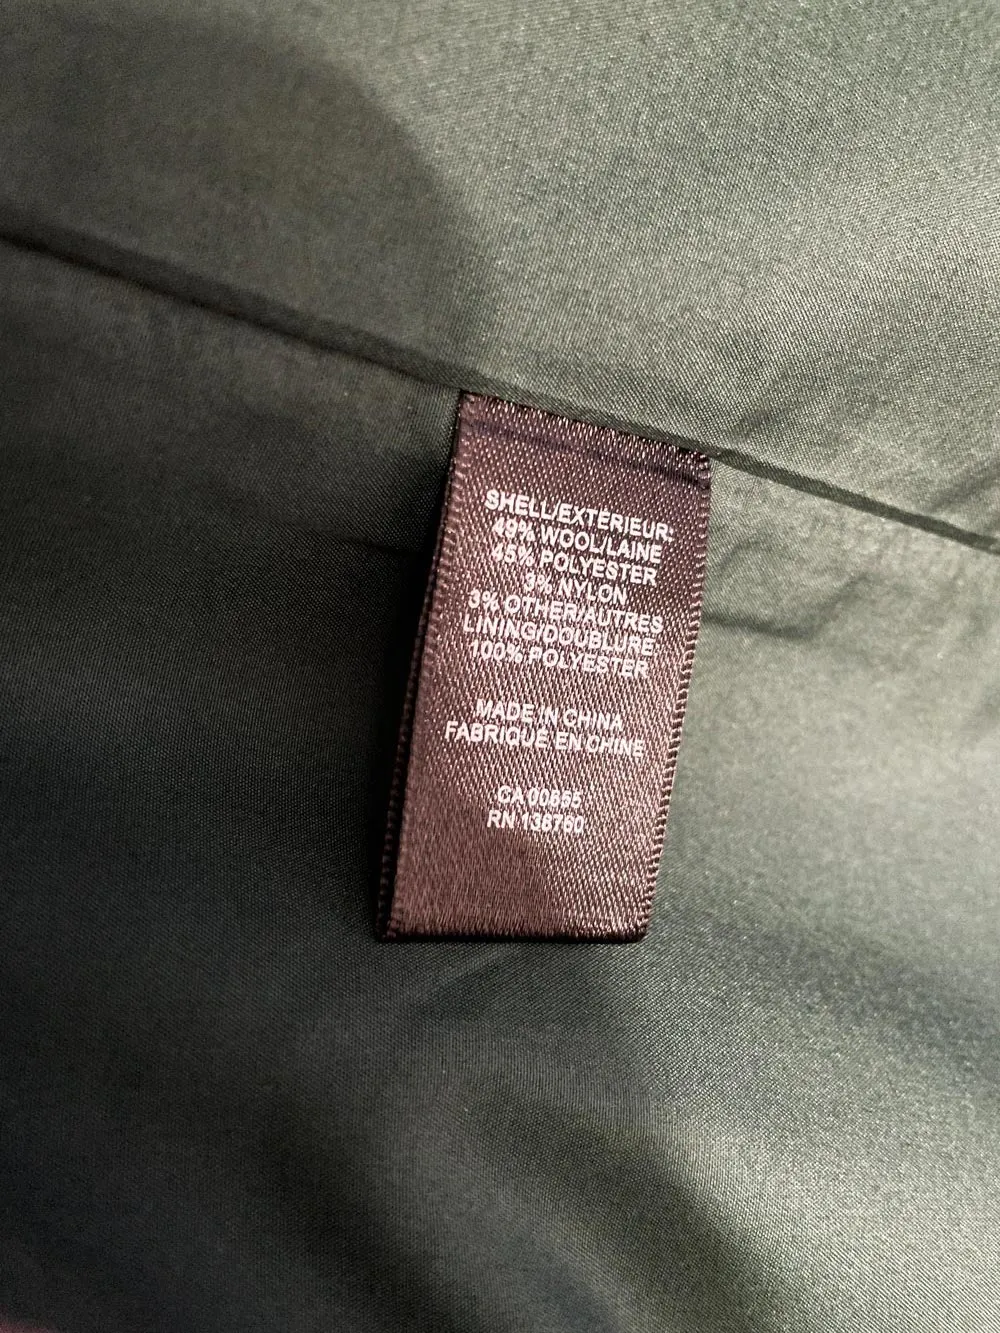 SHELL/EXTÉRIEUR:
49% WOOL/LAINE
45% POLYESTER
3% NYLON
3% OTHER/AUTRES
LINING/DOUBLURE:
100% POLYESTER
MADE IN CHINA
FABRIQUÉ EN CHINE
CA 00855
RN 138760